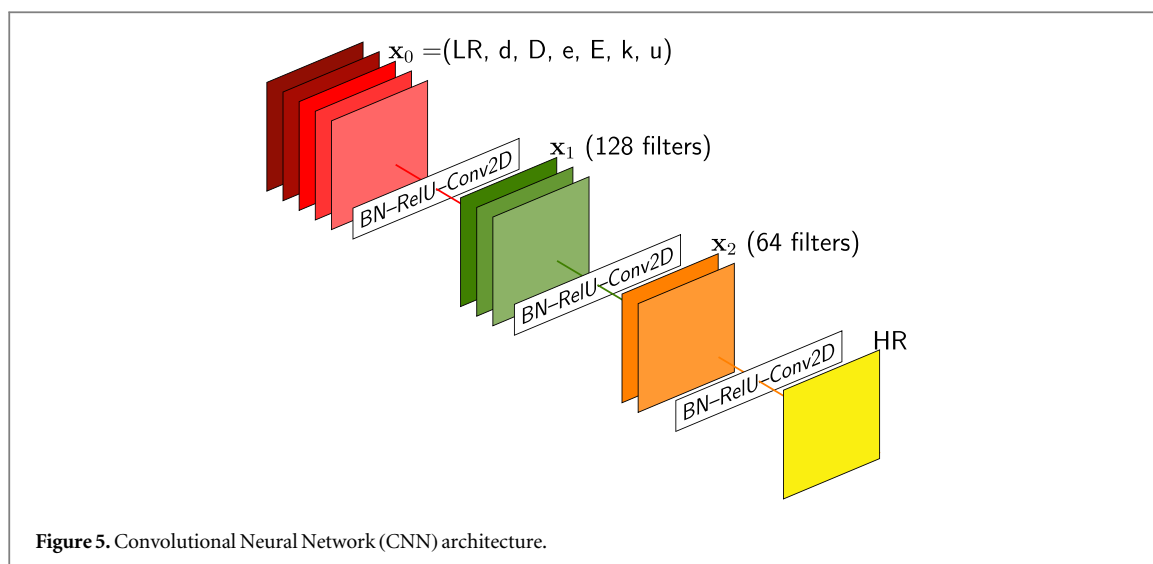 x₀ =(LR, d, D, e, E, k, u)
BN–RelU–Conv2D
x₁ (128 filters)
BN–RelU–Conv2D
x₂ (64 filters)
BN–RelU–Conv2D
HR
Figure 5. Convolutional Neural Network (CNN) architecture.